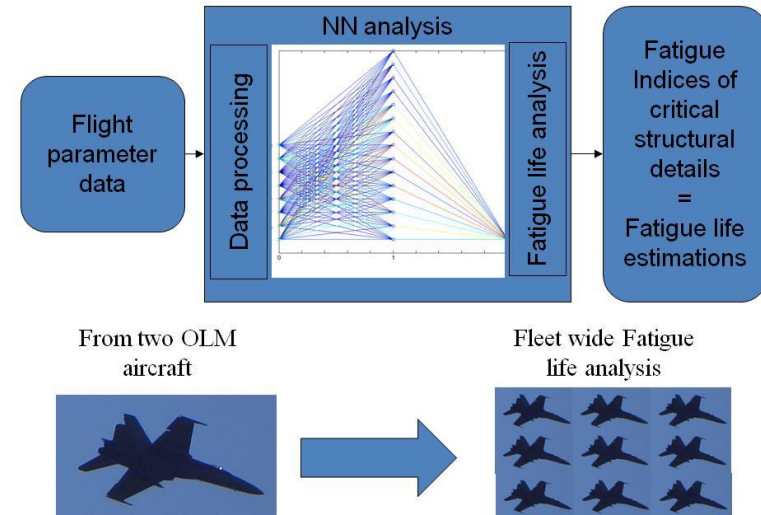 NN analysis
Flight
parameter
data
Data processing
0
1
Fatigue life analysis
Fatigue
Indices of
critical
structural
details
=
Fatigue life
estimations
From two OLM
aircraft
Fleet wide Fatigue
life analysis